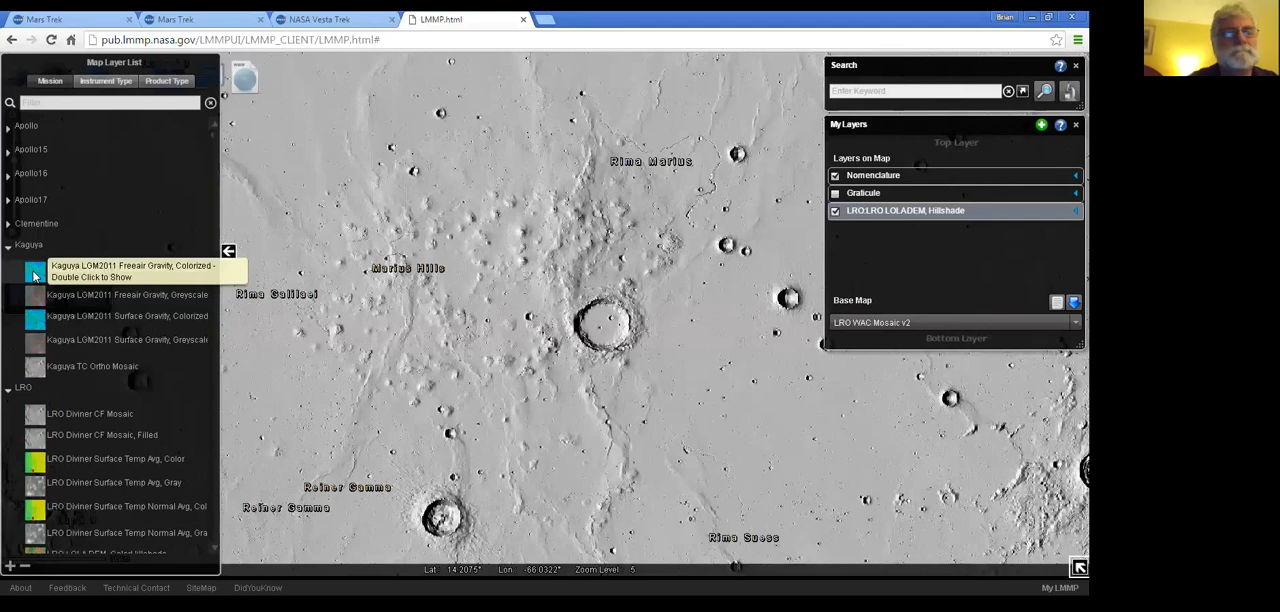 Mars Trek
Mars Trek
NASA Vesta Trek
LMMP.html
Brian
pub.lmmp.nasa.gov/LMMPUI/LMMP_CLIENT/LMMP.html#
Map Layer List
Mission
Instrument Type
Product Type
Filter
Apollo
Apollo15
Apollo16
Apollo17
Clementine
Kaguya
Kaguya LGM2011 Freeair Gravity, Colorized -
Double Click to Show
Kaguya LGM2011 Freeair Gravity, Greyscale
Kaguya LGM2011 Surface Gravity, Colorized
Kaguya LGM2011 Surface Gravity, Greyscale
Kaguya TC Ortho Mosaic
LRO
LRO Diviner CF Mosaic
LRO Diviner CF Mosaic, Filled
LRO Diviner Surface Temp Avg, Color
LRO Diviner Surface Temp Avg, Gray
LRO Diviner Surface Temp Normal Avg, Col
LRO Diviner Surface Temp Normal Avg, Gra
Rima Marius
Marius Hills
Rima Galilaei
Reiner Gamma
Reiner Gamma
Rima Suess
Search
Enter Keyword
My Layers
Top Layer
Layers on Map
Nomenclature
Graticule
LRO:LRO LOLADEM, Hillshade
Base Map
LRO WAC Mosaic v2
Bottom Layer
Lat 14.2075° Lon -66.0322° Zoom Level 5
About Feedback Technical Contact SiteMap DidYouKnow
My LMMP